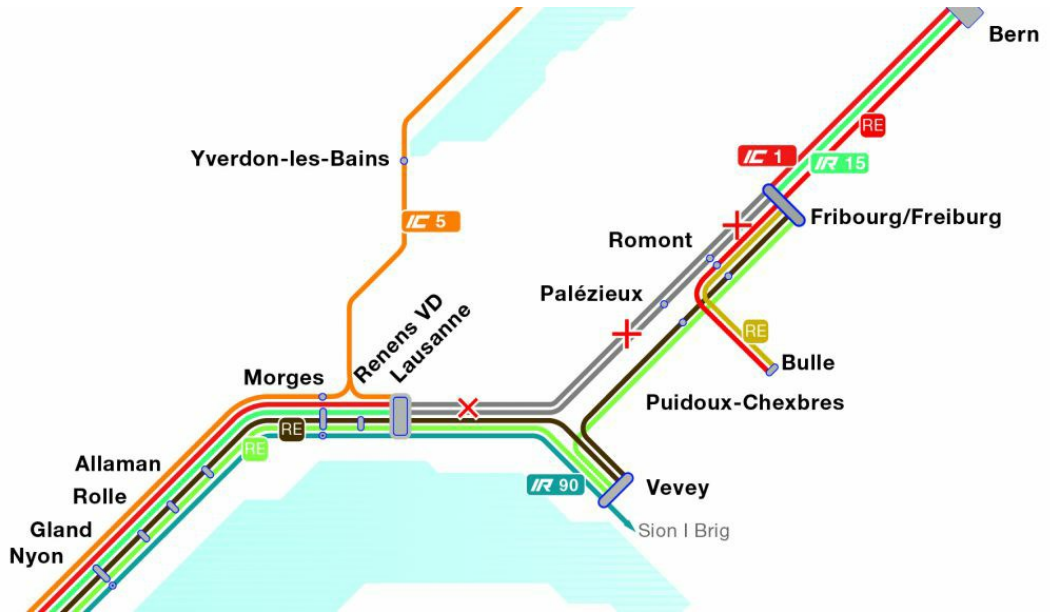 Bern
RE
IC 1
IR 15
Yverdon-les-Bains
Fribourg/Freiburg
IC 5
Romont
Palézieux
Renens VD
Lausanne
RE
Bulle
Morges
Puidoux-Chexbres
RE
RE
Allaman
Rolle
IR 90
Vevey
Gland
Sion | Brig
Nyon